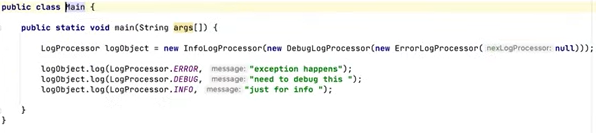 public class Main {
public static void main(String args[]) {
LogProcessor logObject = new InfoLogProcessor(new DebugLogProcessor(new ErrorLogProcessor( nexLogProcessor: null)));
logObject.log(LogProcessor.ERROR, message: "exception happens");
logObject.log(LogProcessor.DEBUG, message: "need to debug this ");
logObject.log(LogProcessor.INFO, message: "just for info ");
}
}